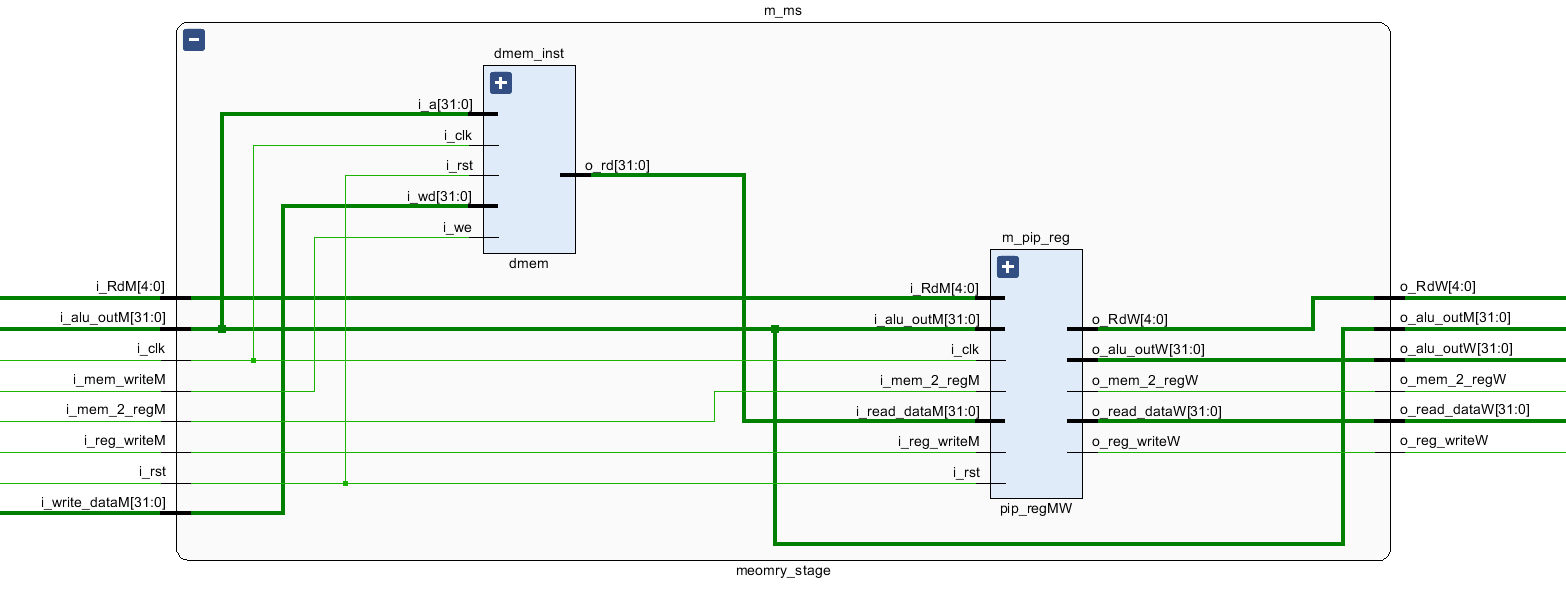 m_ms
dmem_inst
i_a[31:0]
i_clk
i_rst
i_wd[31:0]
i_we
o_rd[31:0]
dmem
i_RdM[4:0]
i_alu_outM[31:0]
i_clk
i_mem_writeM
i_mem_2_regM
i_reg_writeM
i_rst
i_write_dataM[31:0]
m_pip_reg
i_RdM[4:0]
i_alu_outM[31:0]
i_clk
i_mem_2_regM
i_read_dataM[31:0]
i_reg_writeM
i_rst
o_RdW[4:0]
o_alu_outW[31:0]
o_mem_2_regW
o_read_dataW[31:0]
o_reg_writeW
pip_regMW
o_RdW[4:0]
o_alu_outM[31:0]
o_alu_outW[31:0]
o_mem_2_regW
o_read_dataW[31:0]
o_reg_writeW
meomry_stage